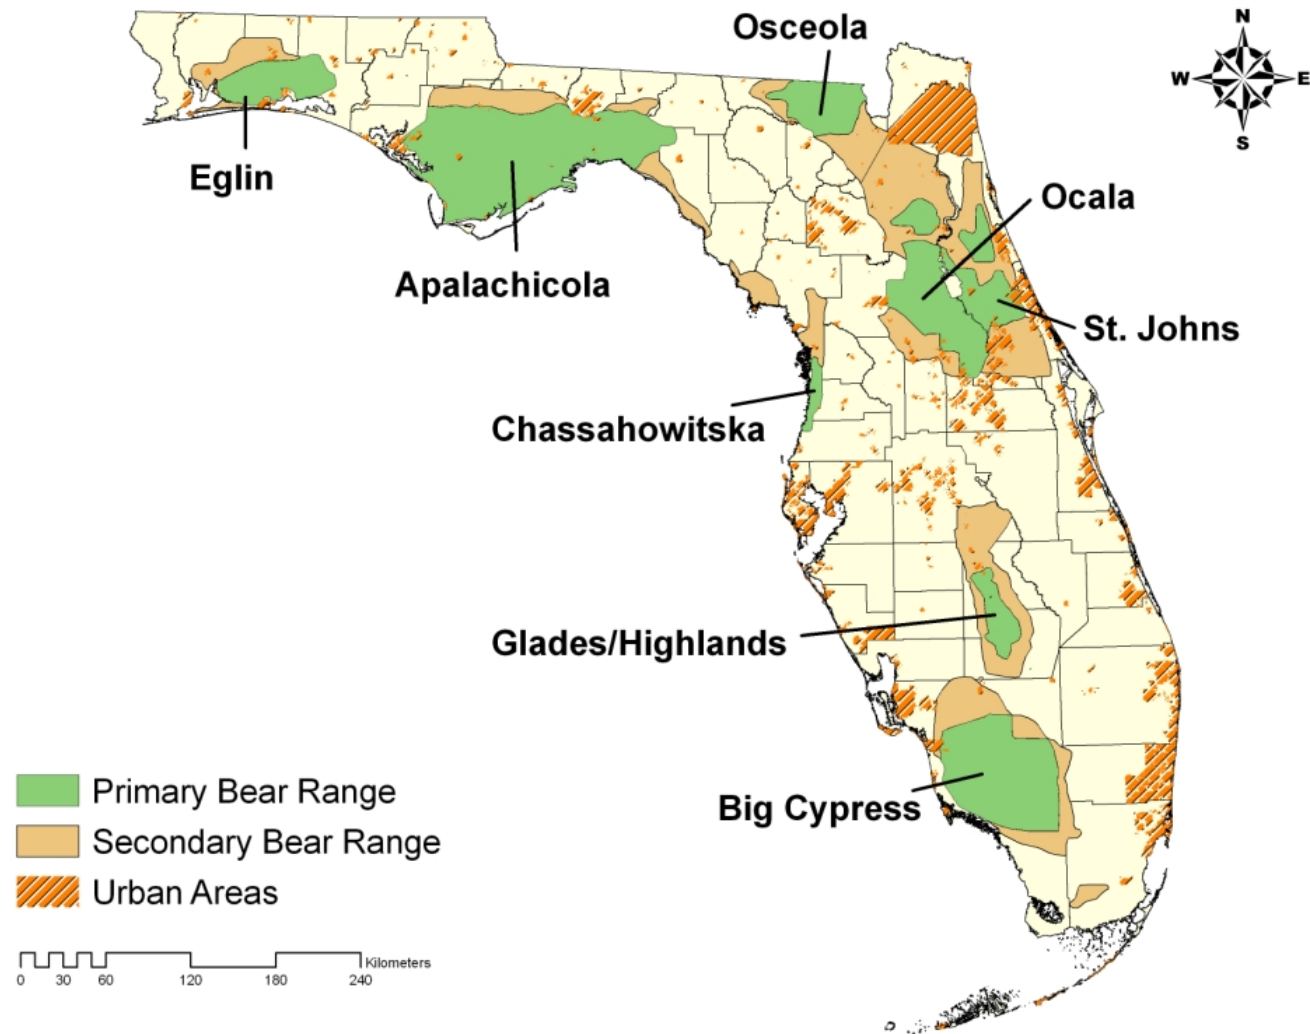 Osceola
N
W E
S
Eglin
Ocala
Apalachicola
St. Johns
Chassahowitska
Glades/Highlands
Big Cypress
Primary Bear Range
Secondary Bear Range
Urban Areas
Kilometers
0 30 60 120 180 240